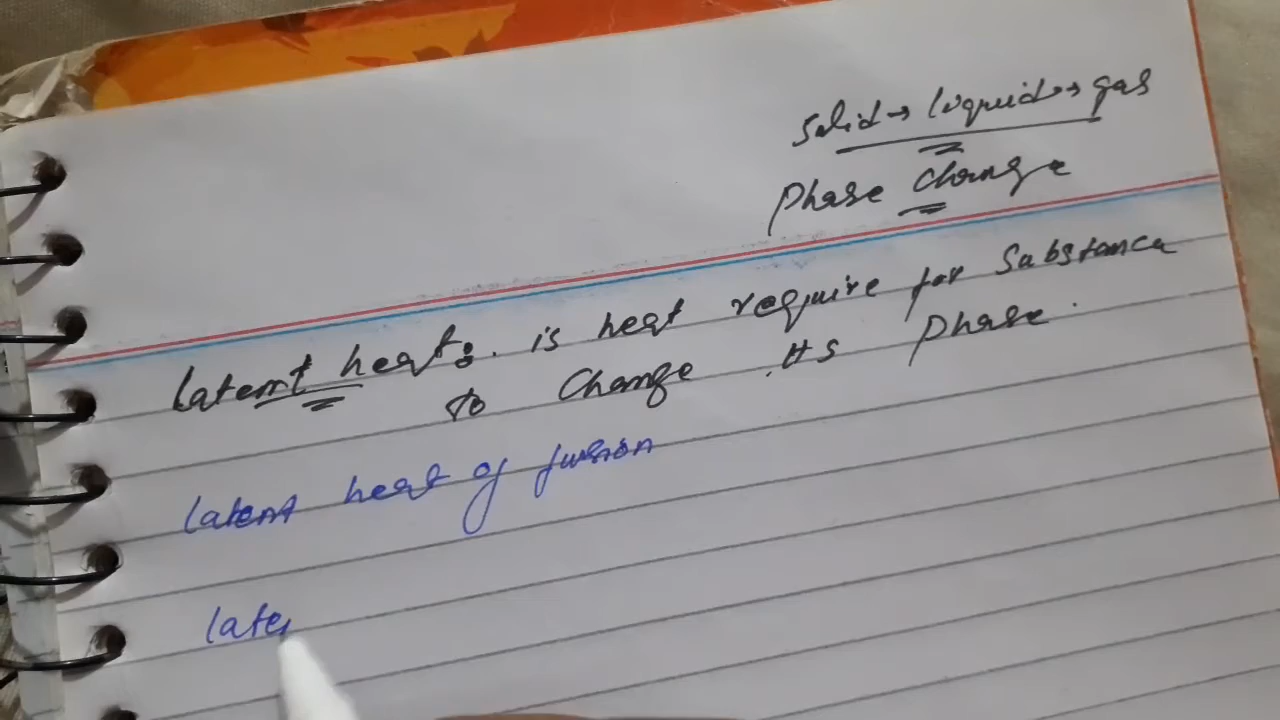 Solid → liquid → gas
Phase change
latent heat:. is heat require for substance
to change its phase.
latent heat of fusion
late